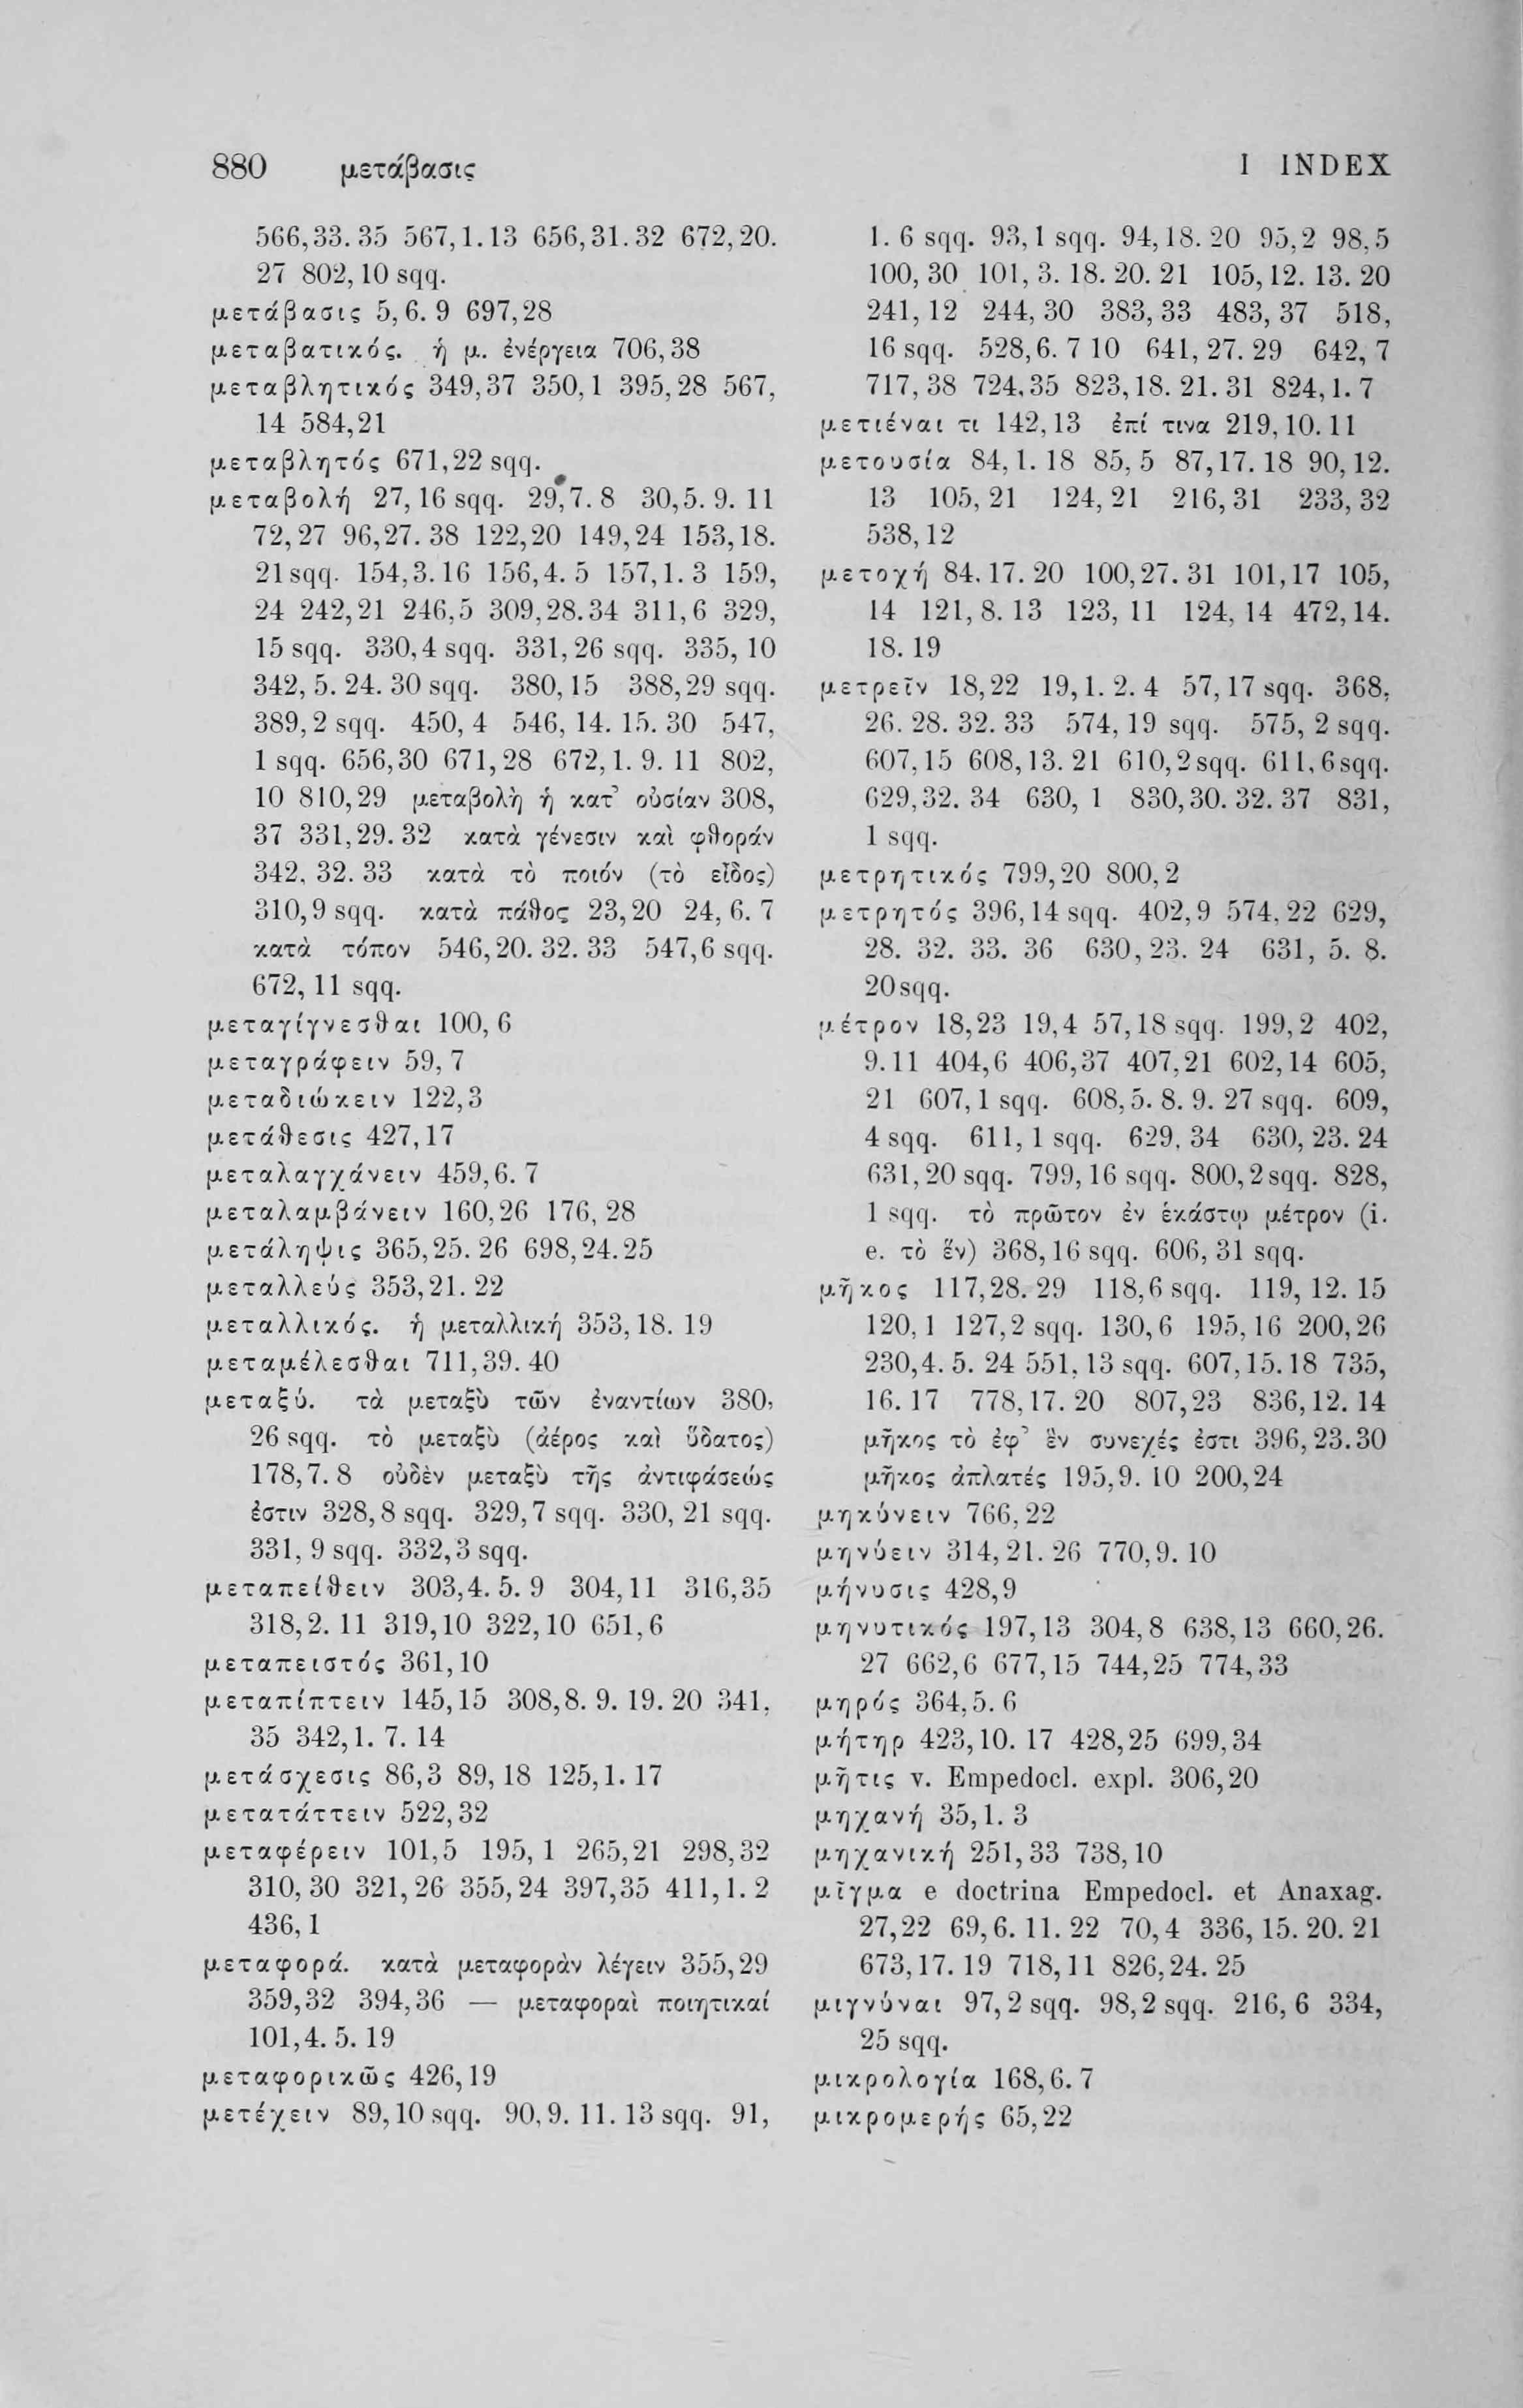 880 μετάβασις I INDEX
566,33. 35 567,1. 13 656,31. 32 672,20.
27 802,10 sqq.
μετάβασις 5,6. 9 697,28
μεταβατικός. ἡ μ. ἐνέργεια 706,38
μεταβλητικός 349,37 350,1 395,28 567,
14 584,21
μεταβλητός 671,22 sqq.
μεταβολή 27,16 sqq. 29,7. 8 30,5. 9. 11
72,27 96,27. 38 122,20 149,24 153,18.
21 sqq. 154,3. 16 156,4. 5 157,1. 3 159,
24 242,21 246,5 309,28. 34 311,6 329,
15 sqq. 330,4 sqq. 331,26 sqq. 335,10
342,5. 24. 30 sqq. 380,15 388,29 sqq.
389,2 sqq. 450,4 546,14. 15. 30 547,
1 sqq. 656,30 671,28 672,1. 9. 11 802,
10 810,29 μεταβολὴ ἡ κατ’ οὐσίαν 308,
37 331,29. 32 κατὰ γένεσιν καὶ φθοράν
342,32. 33 κατὰ τὸ ποιόν (τὸ εἶδος)
310,9 sqq. κατὰ πάθος 23,20 24,6. 7
κατὰ τόπον 546,20. 32. 33 547,6 sqq.
672,11 sqq.
μεταγίγνεσθαι 100,6
μεταγράφειν 59,7
μεταδιώκειν 122,3
μετάθεσις 427,17
μεταλαγχάνειν 459,6. 7
μεταλαμβάνειν 160,26 176,28
μετάληψις 365,25. 26 698,24. 25
μεταλλεύς 353,21. 22
μεταλλικός. ἡ μεταλλική 353,18. 19
μεταμέλεσθαι 711,39. 40
μεταξύ. τὰ μεταξὺ τῶν ἐναντίων 380,
26 sqq. τὸ μεταξὺ (ἀέρος καὶ ὕδατος)
178,7. 8 οὐδὲν μεταξὺ τῆς ἀντιφάσεώς
ἐστιν 328,8 sqq. 329,7 sqq. 330,21 sqq.
331,9 sqq. 332,3 sqq.
μεταπείθειν 303,4. 5. 9 304,11 316,35
318,2. 11 319,10 322,10 651,6
μεταπειστός 361,10
μεταπίπτειν 145,15 308,8. 9. 19. 20 341,
35 342,1. 7. 14
μετάσχεσις 86,3 89,18 125,1. 17
μετατάττειν 522,32
μεταφέρειν 101,5 195,1 265,21 298,32
310,30 321,26 355,24 397,35 411,1. 2
436,1
μεταφορά. κατὰ μεταφορὰν λέγειν 355,29
359,32 394,36 — μεταφοραὶ ποιητικαί
101,4. 5. 19
μεταφορικῶς 426,19
μετέχειν 89,10 sqq. 90,9. 11. 13 sqq. 91,
1. 6 sqq. 93,1 sqq. 94,18. 20 95,2 98,5
100,30 101,3. 18. 20. 21 105,12. 13. 20
241,12 244,30 383,33 483,37 518,
16 sqq. 528,6. 7 10 641,27. 29 642,7
717,38 724,35 823,18. 21. 31 824,1. 7
μετιέναι τι 142,13 ἐπί τινα 219,10. 11
μετουσία 84,1. 18 85,5 87,17. 18 90,12.
13 105,21 124,21 216,31 233,32
538,12
μετοχή 84.17. 20 100,27. 31 101,17 105,
14 121,8. 13 123,11 124,14 472,14.
18. 19
μετρεῖν 18,22 19,1. 2. 4 57,17 sqq. 368,
26. 28. 32. 33 574,19 sqq. 575,2 sqq.
607,15 608,13. 21 610,2 sqq. 611,6 sqq.
629,32. 34 630,1 830,30. 32. 37 831,
1 sqq.
μετρητικός 799,20 800,2
μετρητός 396,14 sqq. 402,9 574,22 629,
28. 32. 33. 36 630,23. 24 631,5. 8.
20 sqq.
μέτρον 18,23 19,4 57,18 sqq. 199,2 402,
9. 11 404,6 406,37 407,21 602,14 605,
21 607,1 sqq. 608,5. 8. 9. 27 sqq. 609,
4 sqq. 611,1 sqq. 629,34 630,23. 24
631,20 sqq. 799,16 sqq. 800,2 sqq. 828,
1 sqq. τὸ πρῶτον ἐν ἑκάστῳ μέτρον (i.
e. τὸ ἕν) 368,16 sqq. 606,31 sqq.
μῆκος 117,28. 29 118,6 sqq. 119,12. 15
120,1 127,2 sqq. 130,6 195,16 200,26
230,4. 5. 24 551,13 sqq. 607,15. 18 735,
16. 17 778,17. 20 807,23 836,12. 14
μῆκος τὸ ἐφ’ ἓν συνεχές ἐστι 396,23. 30
μῆκος ἀπλατές 195,9. 10 200,24
μηκύνειν 766,22
μηνύειν 314,21. 26 770,9. 10
μήνυσις 428,9
μηνυτικός 197,13 304,8 638,13 660,26.
27 662,6 677,15 744,25 774,33
μηρός 364,5. 6
μήτηρ 423,10. 17 428,25 699,34
μῆτις v. Empedocl. expl. 306,20
μηχανή 35,1. 3
μηχανική 251,33 738,10
μῖγμα e doctrina Empedocl. et Anaxag.
27,22 69,6. 11. 22 70,4 336,15. 20. 21
673,17. 19 718,11 826,24. 25
μιγνύναι 97,2 sqq. 98,2 sqq. 216,6 334,
25 sqq.
μικρολογία 168,6. 7
μικρομερής 65,22